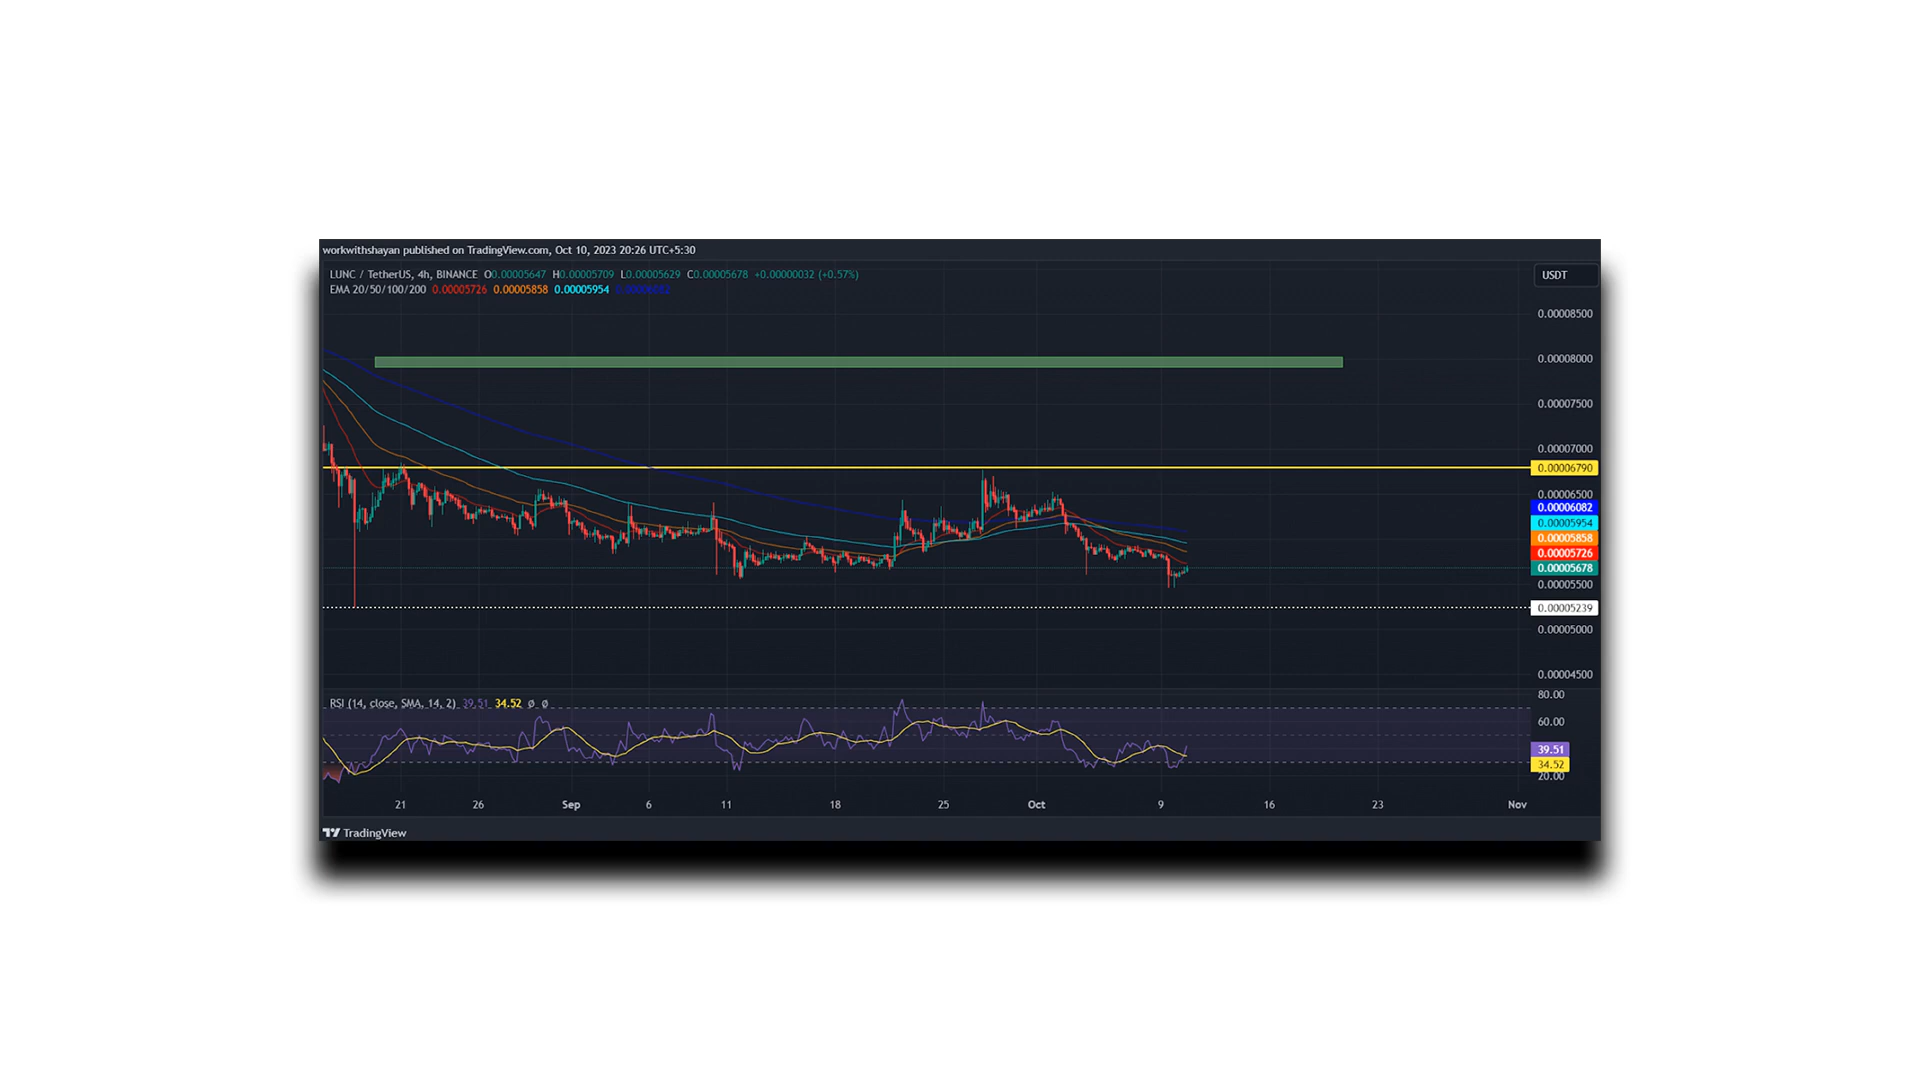 workwithshayan published on TradingView.com, Oct 10, 2023 20:26 UTC+5:30
LUNC / TetherUS, 4h, BINANCE O0.00005647 H0.00005709 L0.00005629 C0.00005678 +0.00000032 (+0.57%)
EMA 20/50/100/200 0.00005726 0.00005858 0.00005954 0.00006082
USDT
0.00008500
0.00008000
0.00007500
0.00007000
0.00006790
0.00006500
0.00006082
0.00005954
0.00005858
0.00005726
0.00005678
0.00005500
0.00005239
0.00005000
0.00004500
RSI (14, close, SMA, 14, 2) 39.51 34.52 ø ø
80.00
60.00
39.51
34.52
20.00
21 26 Sep 6 11 18 25 Oct 9 16 23 Nov
TradingView